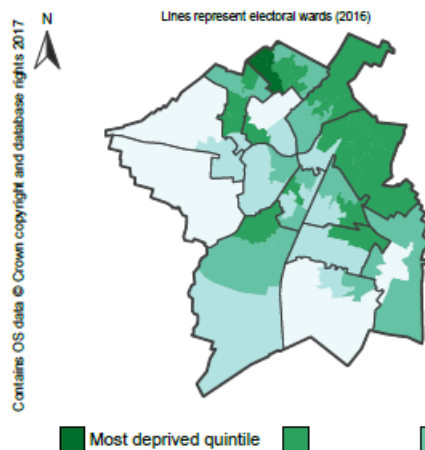 Lines represent electoral wards (2016)
N
Contains OS data © Crown copyright and database rights 2017
Most deprived quintile